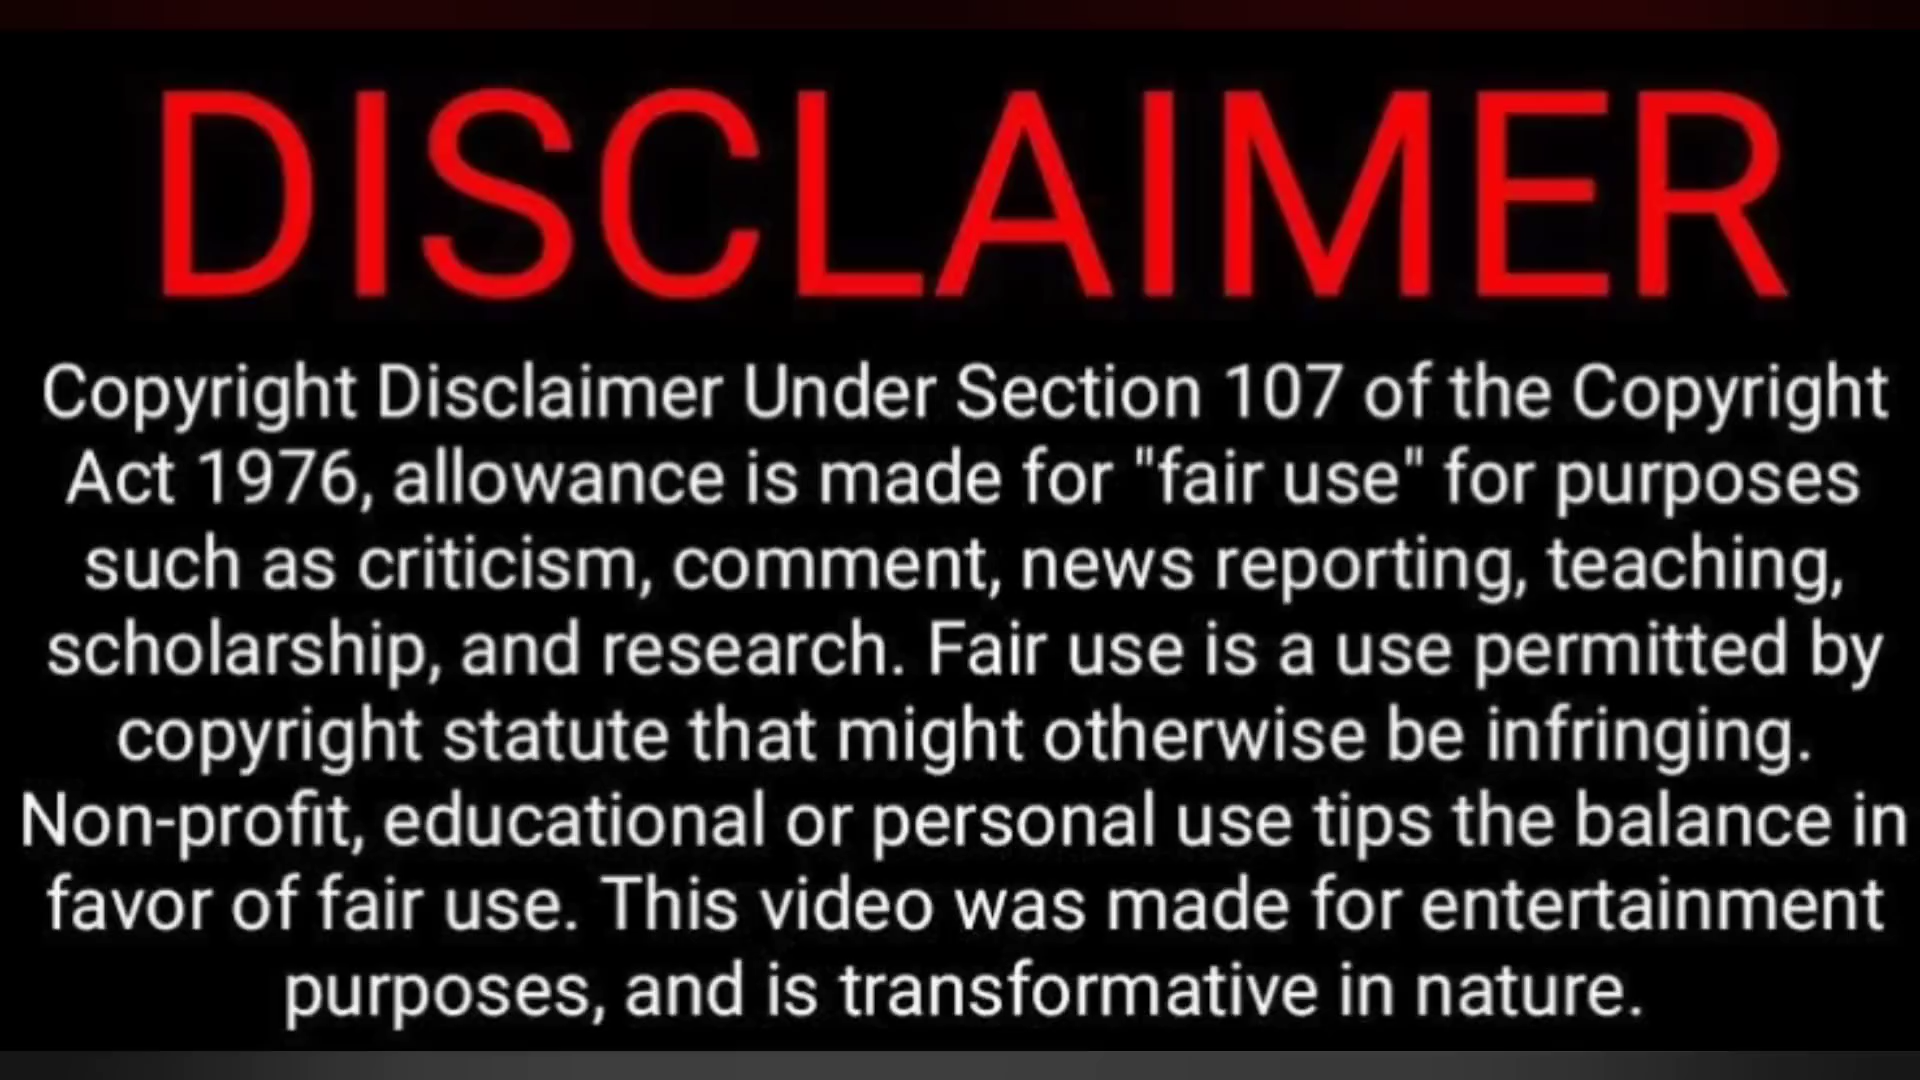 DISCLAIMER
Copyright Disclaimer Under Section 107 of the Copyright
Act 1976, allowance is made for "fair use" for purposes
such as criticism, comment, news reporting, teaching,
scholarship, and research. Fair use is a use permitted by
copyright statute that might otherwise be infringing.
Non-profit, educational or personal use tips the balance in
favor of fair use. This video was made for entertainment
purposes, and is transformative in nature.